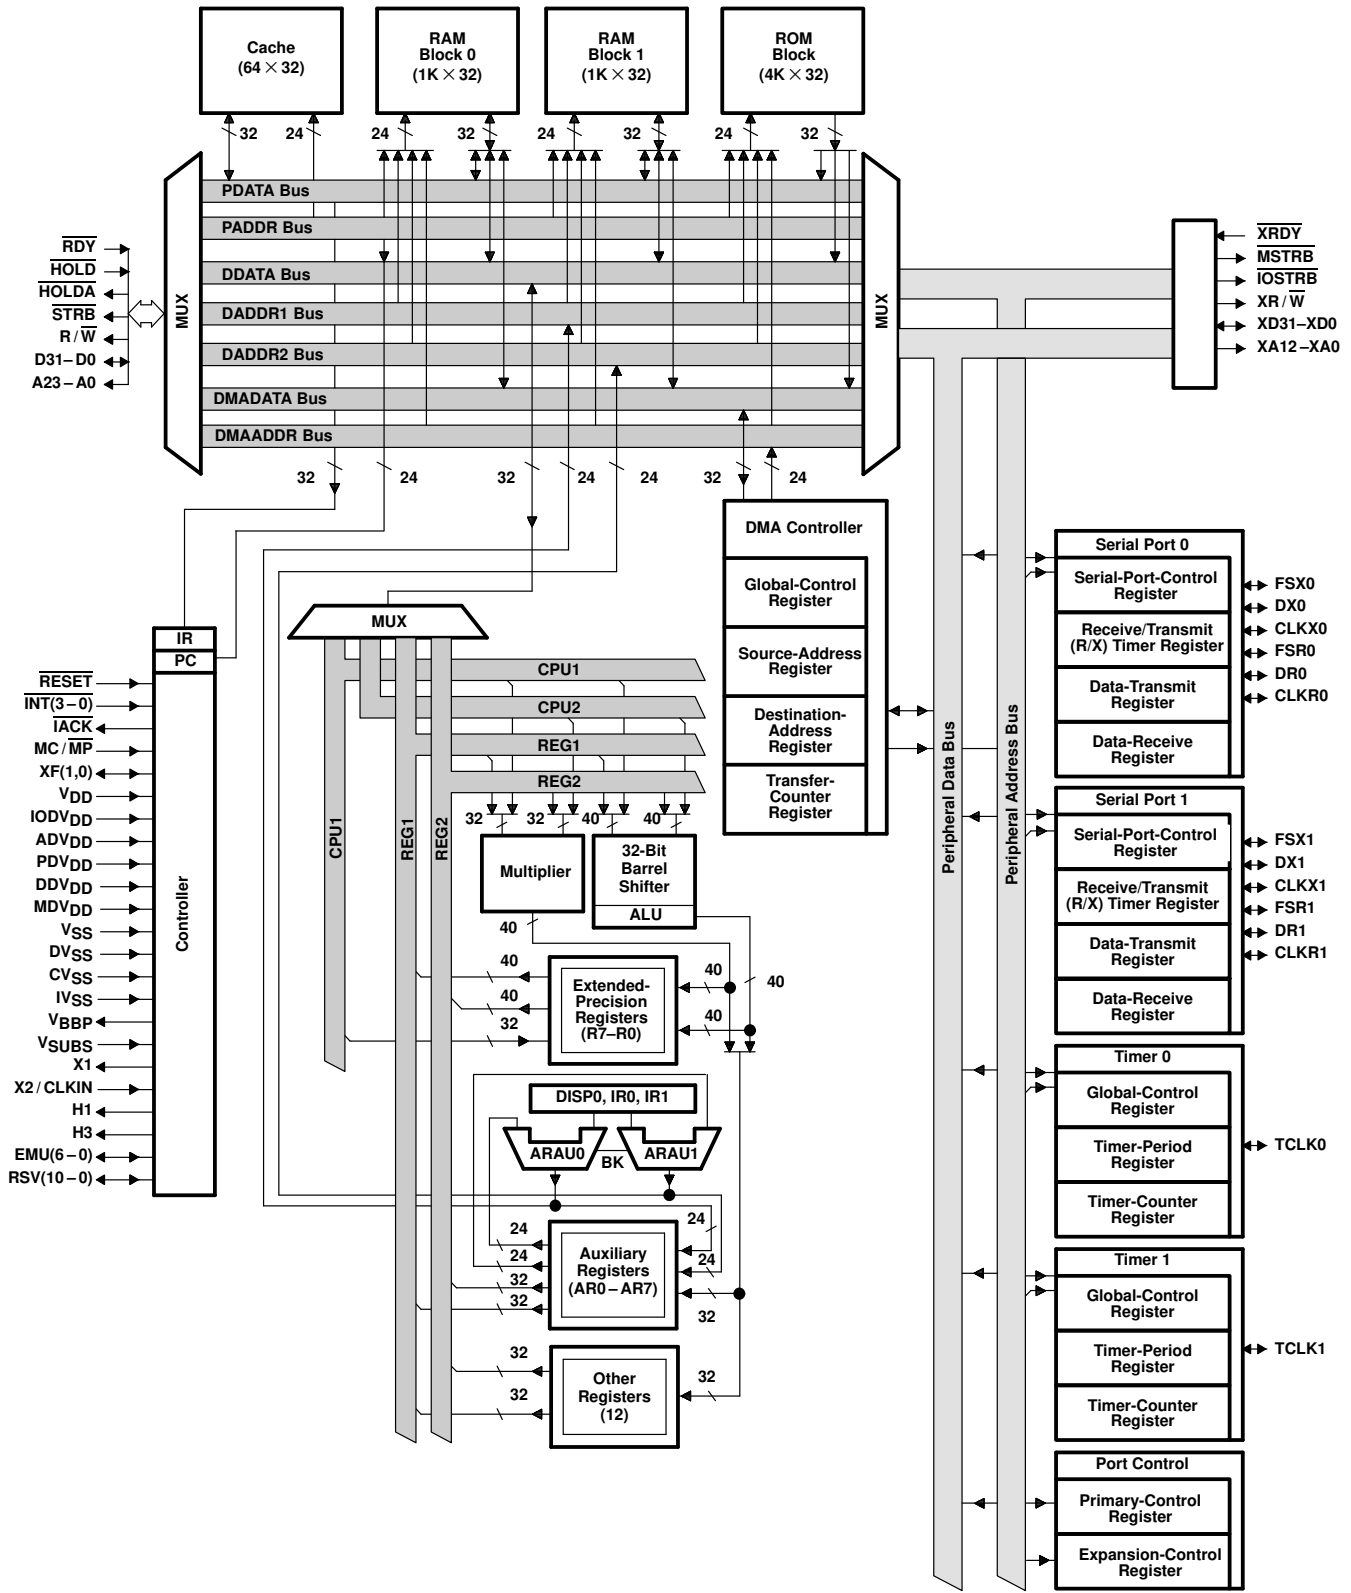 Cache
(64 × 32)
RAM
Block 0
(1K × 32)
RAM
Block 1
(1K × 32)
ROM
Block
(4K × 32)
32
24
24
32
24
32
24
32
PDATA Bus
PADDR Bus
DDATA Bus
DADDR1 Bus
DADDR2 Bus
DMADATA Bus
DMAADDR Bus
MUX
MUX
R̅D̅Y̅
H̅O̅L̅D̅
H̅O̅L̅D̅A̅
S̅T̅R̅B̅
R/W̅
D31–D0
A23–A0
X̅R̅D̅Y̅
M̅S̅T̅R̅B̅
I̅O̅S̅T̅R̅B̅
XR/W̅
XD31–XD0
XA12–XA0
32
24
32
24
24
32
24
DMA Controller
Global-Control
Register
Source-Address
Register
Destination-
Address
Register
Transfer-
Counter
Register
Peripheral Data Bus
Peripheral Address Bus
IR
PC
Controller
R̅E̅S̅E̅T̅
I̅N̅T̅(̅3̅–̅0̅)̅
I̅A̅C̅K̅
MC/M̅P̅
XF(1,0)
VDD
IODVDD
ADVDD
PDVDD
DDVDD
MDVDD
VSS
DVSS
CVSS
IVSS
VBBP
VSUBS
X1
X2/CLKIN
H1
H3
EMU(6–0)
RSV(10–0)
MUX
CPU1
CPU2
REG1
REG2
CPU1
REG1
REG2
32
32
40
40
Multiplier
32-Bit
Barrel
Shifter
ALU
40
40
40
40
40
32
40
40
Extended-
Precision
Registers
(R7–R0)
DISP0, IR0, IR1
ARAU0
BK
ARAU1
24
24
32
32
24
24
32
Auxiliary
Registers
(AR0–AR7)
32
32
32
Other
Registers
(12)
Serial Port 0
Serial-Port-Control
Register
Receive/Transmit
(R/X) Timer Register
Data-Transmit
Register
Data-Receive
Register
FSX0
DX0
CLKX0
FSR0
DR0
CLKR0
Serial Port 1
Serial-Port-Control
Register
Receive/Transmit
(R/X) Timer Register
Data-Transmit
Register
Data-Receive
Register
FSX1
DX1
CLKX1
FSR1
DR1
CLKR1
Timer 0
Global-Control
Register
Timer-Period
Register
Timer-Counter
Register
TCLK0
Timer 1
Global-Control
Register
Timer-Period
Register
Timer-Counter
Register
TCLK1
Port Control
Primary-Control
Register
Expansion-Control
Register